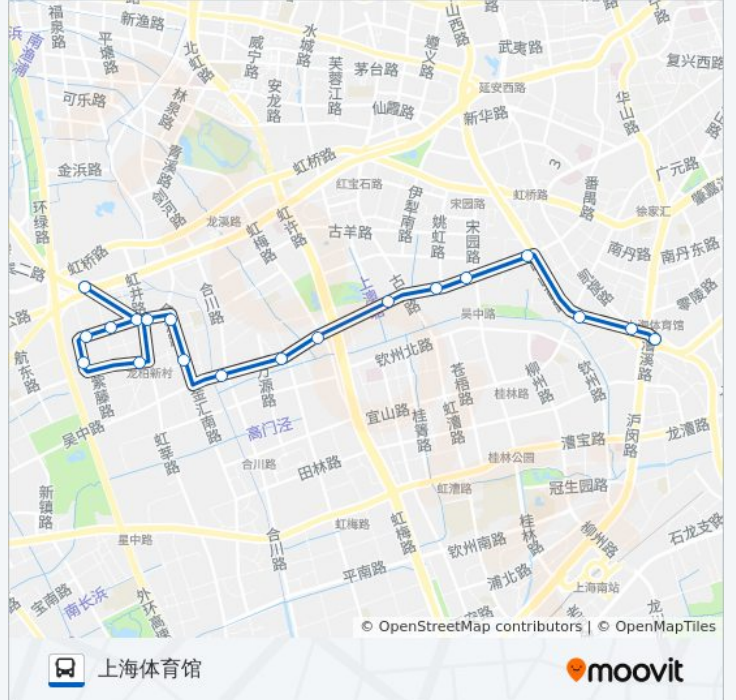 福泉路
新渔路
水城路
山西路
浜
南渔浦
平塘路
北虹路
威宁路
遵义路
武夷路
芙蓉江路
茅台路
复兴西路
安龙路
延安西路
可乐路
林泉路
仙霞路
新华路
华山路
青溪路
虹桥路
广元路
金浜路
剑河路
红宝石路
伊犁南路
虹桥路
番禺路
肇嘉浜
环绿路
龙溪路
虹许路
虹梅路
宋园路
姚虹路
宋园路
徐家汇
古羊路
南丹路
南丹东路
虹桥路
虹井路
合川路
零陵路
吴中路
上海体育馆
漕溪路
航东路
钦州北路
龙柏新村
紫藤路
万源路
金汇南路
苍梧路
柳州路
钦州路
桂林路
虹漕路
宜山路
桂箐路
吴中路
高门泾
虹莘路
沪闵路
龙漕路
漕宝路
合川路
田林路
桂林公园
虹漕路
冠生园路
新镇路
虹梅路
虹梅路
桂林路
柳州路
石龙支路
星中路
合川路
钦州南路
平南路
浦北路
上海南站
宝南路
南长浜
外环高速
© OpenStreetMap contributors | © OpenMapTiles
上海体育馆
moovit